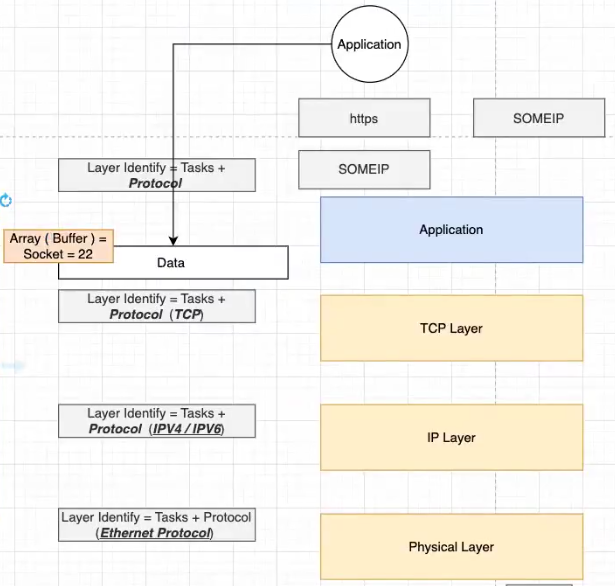 Application
https
SOMEIP
SOMEIP
Layer Identify = Tasks +
Protocol
Application
Array ( Buffer ) =
Socket = 22
Data
Layer Identify = Tasks +
Protocol (TCP)
TCP Layer
Layer Identify = Tasks +
Protocol (IPV4 / IPV6)
IP Layer
Layer Identify = Tasks + Protocol
(Ethernet Protocol)
Physical Layer